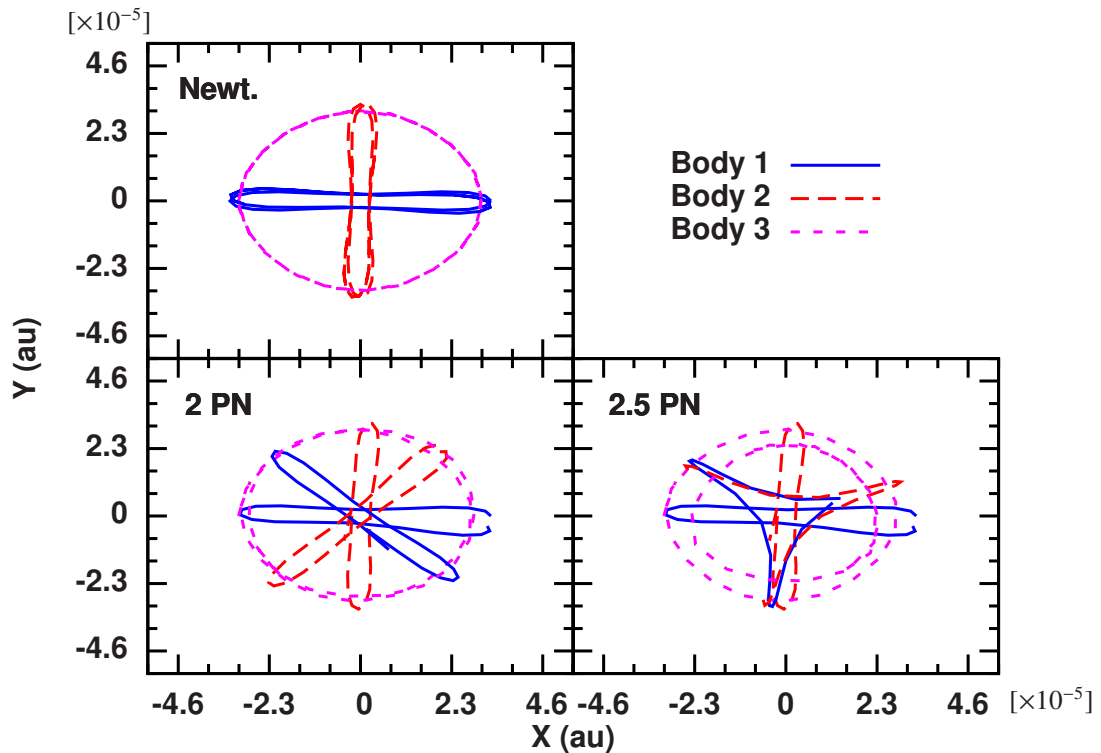 [×10⁻⁵]
4.6
2.3
0
-2.3
-4.6
Newt.
Body 1
Body 2
Body 3
Y (au)
4.6
2.3
0
-2.3
-4.6
2 PN
2.5 PN
-4.6 -2.3 0 2.3 4.6 -4.6 -2.3 0 2.3 4.6 [×10⁻⁵]
X (au)